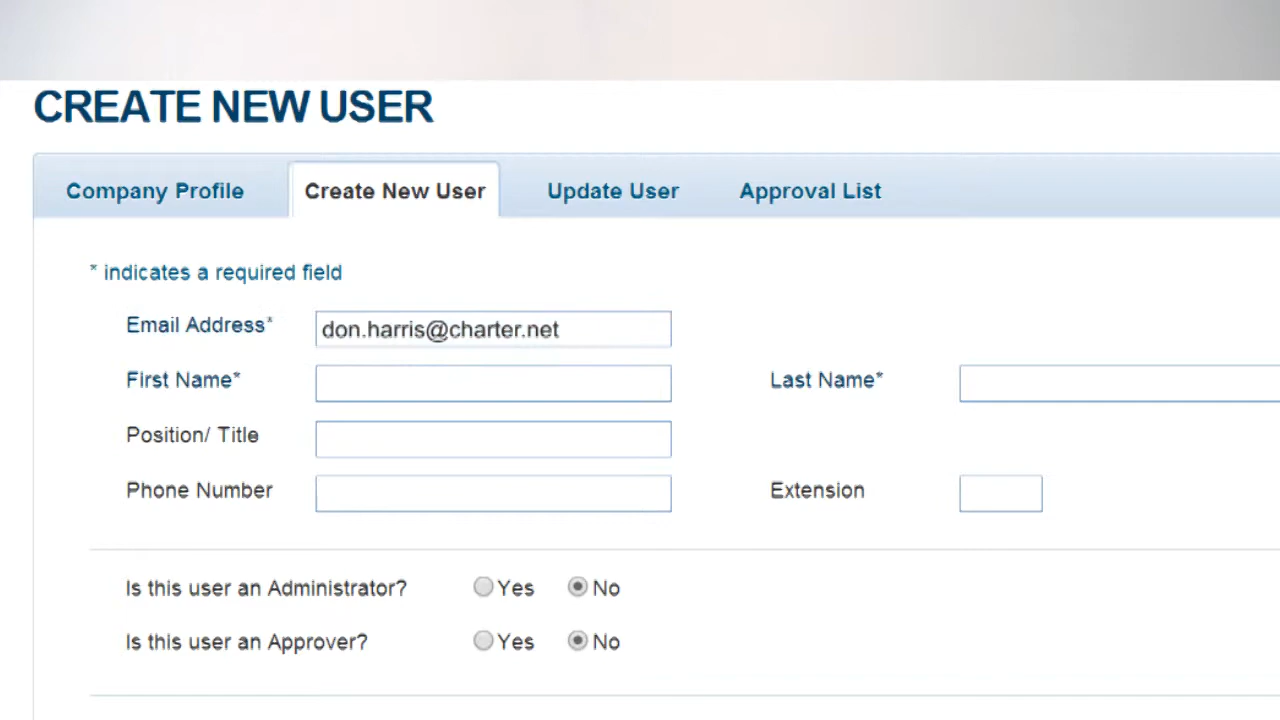 CREATE NEW USER
Company Profile Create New User Update User Approval List
* indicates a required field
Email Address* don.harris@charter.net
First Name* Last Name*
Position/ Title
Phone Number Extension
Is this user an Administrator? Yes No
Is this user an Approver? Yes No